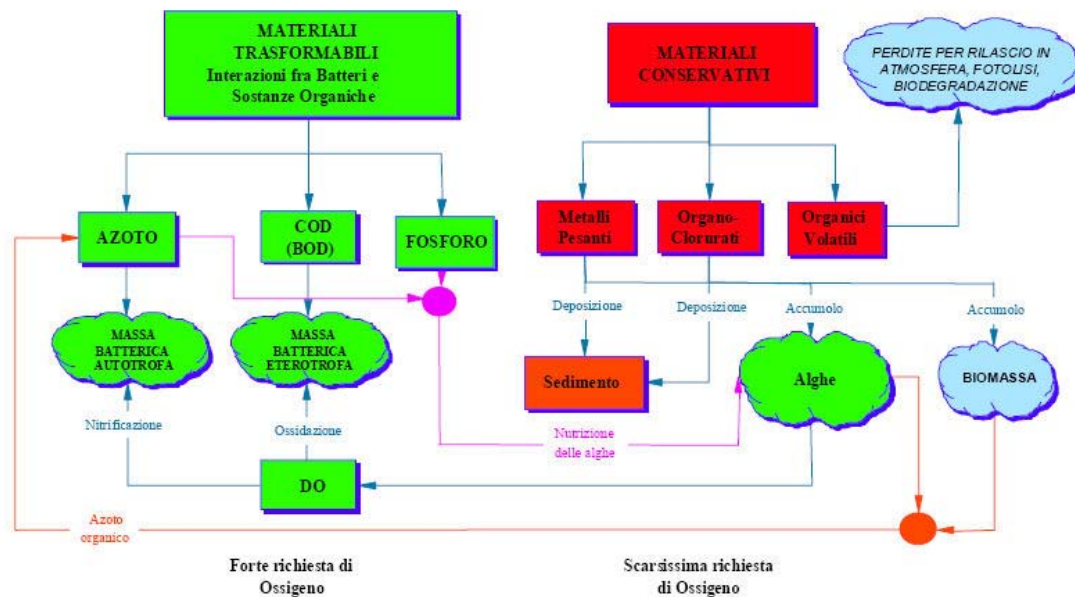 MATERIALI
TRASFORMABILI
Interazioni fra Batteri e
Sostanze Organiche
MATERIALI
CONSERVATIVI
PERDITE PER RILASCIO IN
ATMOSFERA, FOTOLISI,
BIODEGRADAZIONE
AZOTO
COD
(BOD)
FOSFORO
Metalli
Pesanti
Organo-
Clorurati
Organici
Volatili
Deposizione
Deposizione
Accumolo
Accumolo
MASSA
BATTERICA
AUTOTROFA
MASSA
BATTERICA
ETEROTROFA
Sedimento
Alghe
BIOMASSA
Nitrificazione
Ossidazione
Nutrizione
delle alghe
DO
Azoto
organico
Forte richiesta di
Ossigeno
Scarsissima richiesta
di Ossigeno